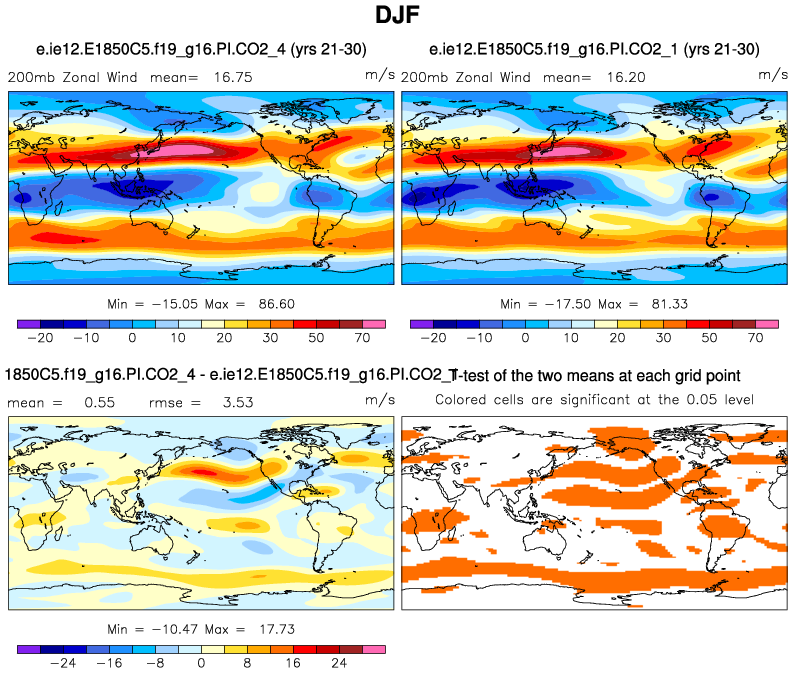 DJF
e.ie12.E1850C5.f19_g16.PI.CO2_4 (yrs 21-30)
200mb Zonal Wind mean= 16.75 m/s
Min = -15.05 Max = 86.60
-20 -10 0 10 20 30 50 70
e.ie12.E1850C5.f19_g16.PI.CO2_1 (yrs 21-30)
200mb Zonal Wind mean= 16.20 m/s
Min = -17.50 Max = 81.33
-20 -10 0 10 20 30 50 70
1850C5.f19_g16.PI.CO2_4 - e.ie12.E1850C5.f19_g16.PI.CO2_1
mean = 0.55 rmse = 3.53 m/s
Min = -10.47 Max = 17.73
-24 -16 -8 0 8 16 24
T-test of the two means at each grid point
Colored cells are significant at the 0.05 level